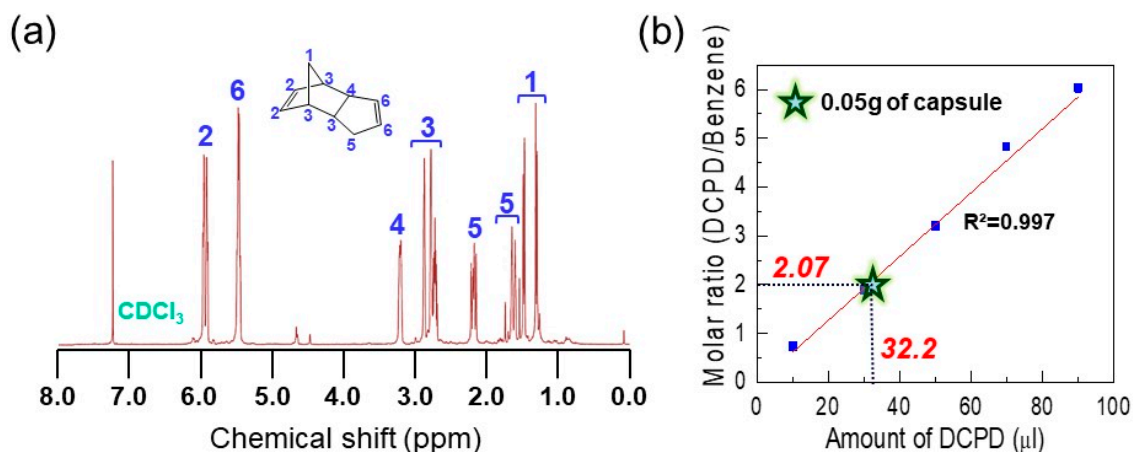 (a)
1
2
3
4
2
3
3
5
6
6
2
6
4
3
5
5
1
CDCl₃
8.0 7.0 6.0 5.0 4.0 3.0 2.0 1.0 0.0
Chemical shift (ppm)
(b)
Molar ratio (DCPD/Benzene)
6
5
4
3
2
1
0
0.05g of capsule
R²=0.997
2.07
32.2
0 20 40 60 80 100
Amount of DCPD (μl)